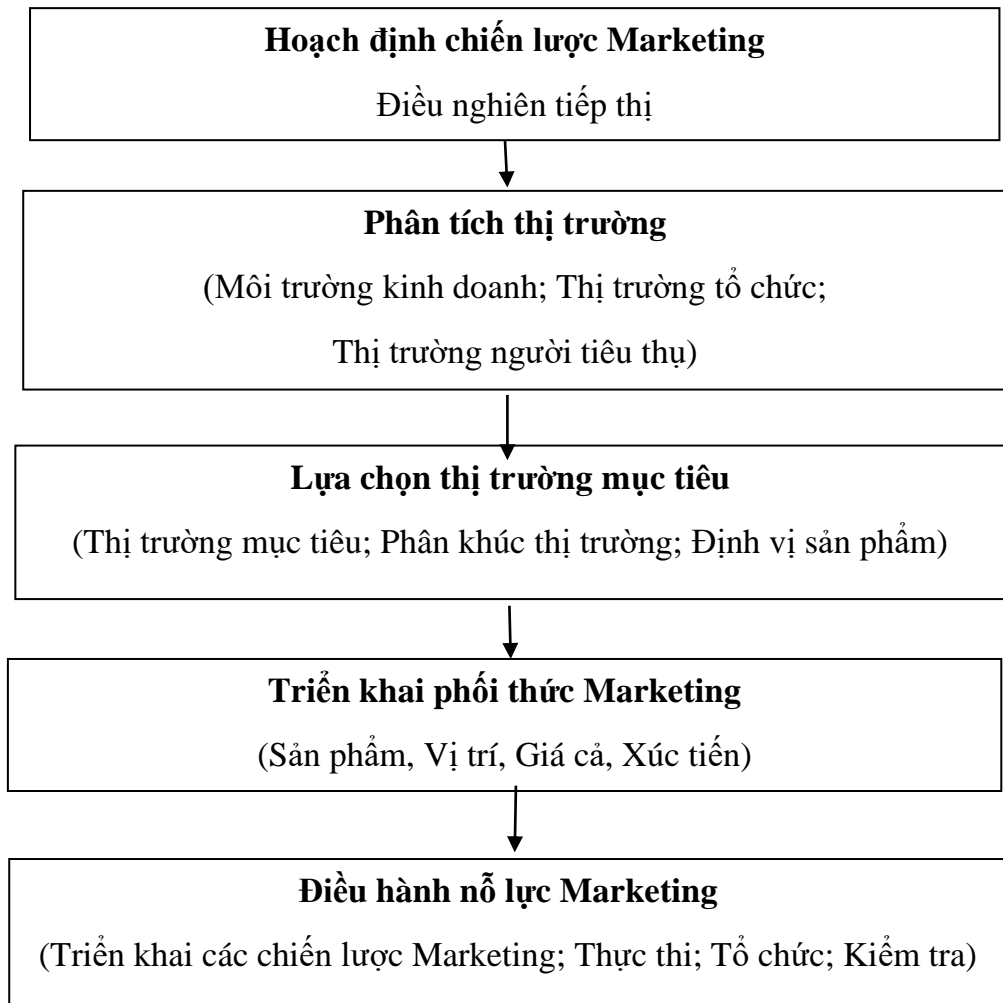 Hoạch định chiến lược Marketing
Điều nghiên tiếp thị
Phân tích thị trường
(Môi trường kinh doanh; Thị trường tổ chức;
Thị trường người tiêu thụ)
Lựa chọn thị trường mục tiêu
(Thị trường mục tiêu; Phân khúc thị trường; Định vị sản phẩm)
Triển khai phối thức Marketing
(Sản phẩm, Vị trí, Giá cả, Xúc tiến)
Điều hành nỗ lực Marketing
(Triển khai các chiến lược Marketing; Thực thi; Tổ chức; Kiểm tra)